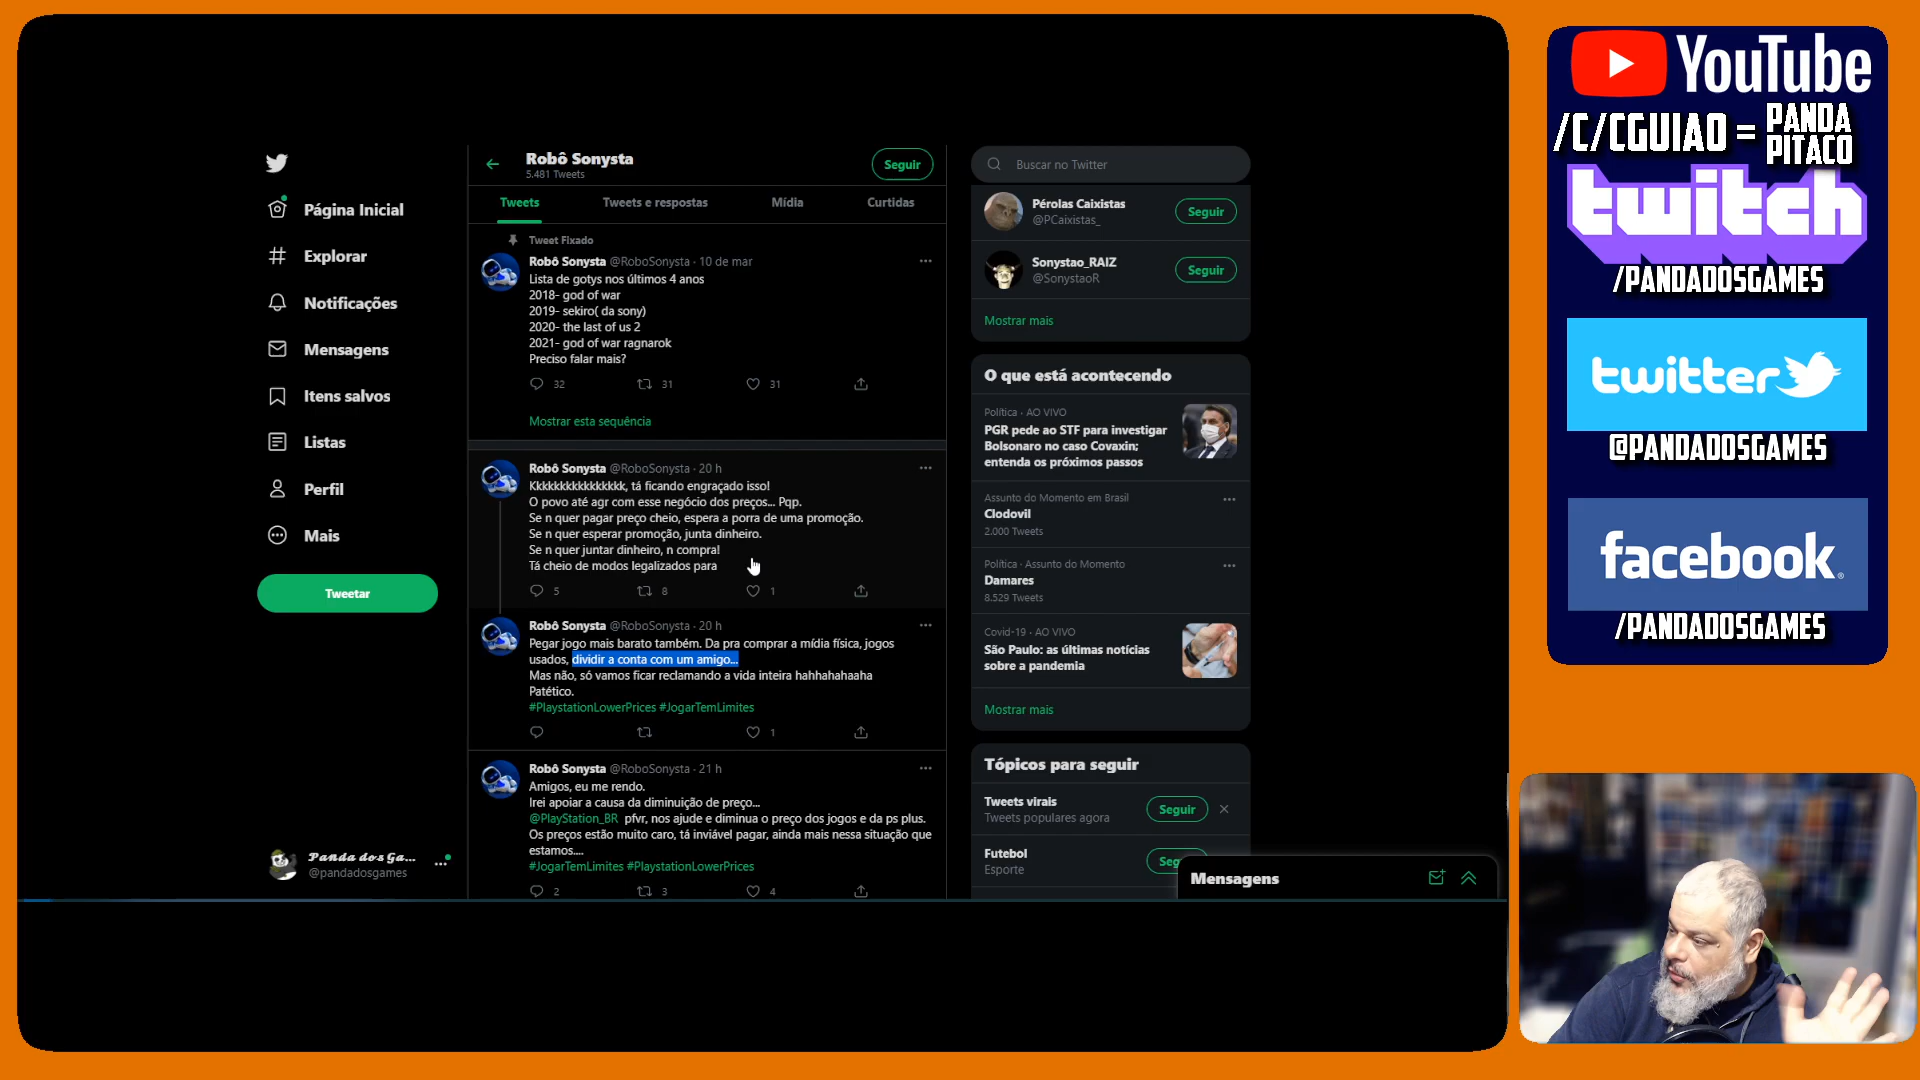 Página Inicial
Explorar
Notificações
Mensagens
Itens salvos
Listas
Perfil
Mais
Tweetar
Panda dos Ga...
@pandadosgames
Robô Sonysta
5.481 Tweets
Seguir
Tweets
Tweets e respostas
Mídia
Curtidas
Tweet Fixado
Robô Sonysta @RoboSonysta · 10 de mar
Lista de gotys nos últimos 4 anos
2018- god of war
2019- sekiro( da sony)
2020- the last of us 2
2021- god of war ragnarok
Preciso falar mais?
32
31
31
Mostrar esta sequência
Robô Sonysta @RoboSonysta · 20 h
Kkkkkkkkkkkkkkk, tá ficando engraçado isso!
O povo até agr com esse negócio dos preços... Pqp.
Se n quer pagar preço cheio, espera a porra de uma promoção.
Se n quer esperar promoção, junta dinheiro.
Se n quer juntar dinheiro, n compra!
Tá cheio de modos legalizados para
5
8
1
Robô Sonysta @RoboSonysta · 20 h
Pegar jogo mais barato também. Da pra comprar a mídia física, jogos
usados, dividir a conta com um amigo...
Mas não, só vamos ficar reclamando a vida inteira hahhahahaaha
Patético.
#PlaystationLowerPrices #JogarTemLimites
1
Robô Sonysta @RoboSonysta · 21 h
Amigos, eu me rendo.
Irei apoiar a causa da diminuição de preço...
@PlayStation_BR pfvr, nos ajude e diminua o preço dos jogos e da ps plus.
Os preços estão muito caro, tá inviável pagar, ainda mais nessa situação que
estamos....
#JogarTemLimites #PlaystationLowerPrices
2
3
4
Buscar no Twitter
Pérolas Caixistas
@PCaixistas_
Seguir
Sonystao_RAIZ
@SonystaoR
Seguir
Mostrar mais
O que está acontecendo
Política · AO VIVO
PGR pede ao STF para investigar
Bolsonaro no caso Covaxin;
entenda os próximos passos
Assunto do Momento em Brasil
Clodovil
2.000 Tweets
Política · Assunto do Momento
Damares
8.529 Tweets
Covid-19 · AO VIVO
São Paulo: as últimas notícias
sobre a pandemia
Mostrar mais
Tópicos para seguir
Tweets virais
Tweets populares agora
Seguir
Futebol
Esporte
Seg
Mensagens
YouTube
/C/CGUIAO = PANDA
PITACO
twitch
/PANDADOSGAMES
twitter
@PANDADOSGAMES
facebook
/PANDADOSGAMES